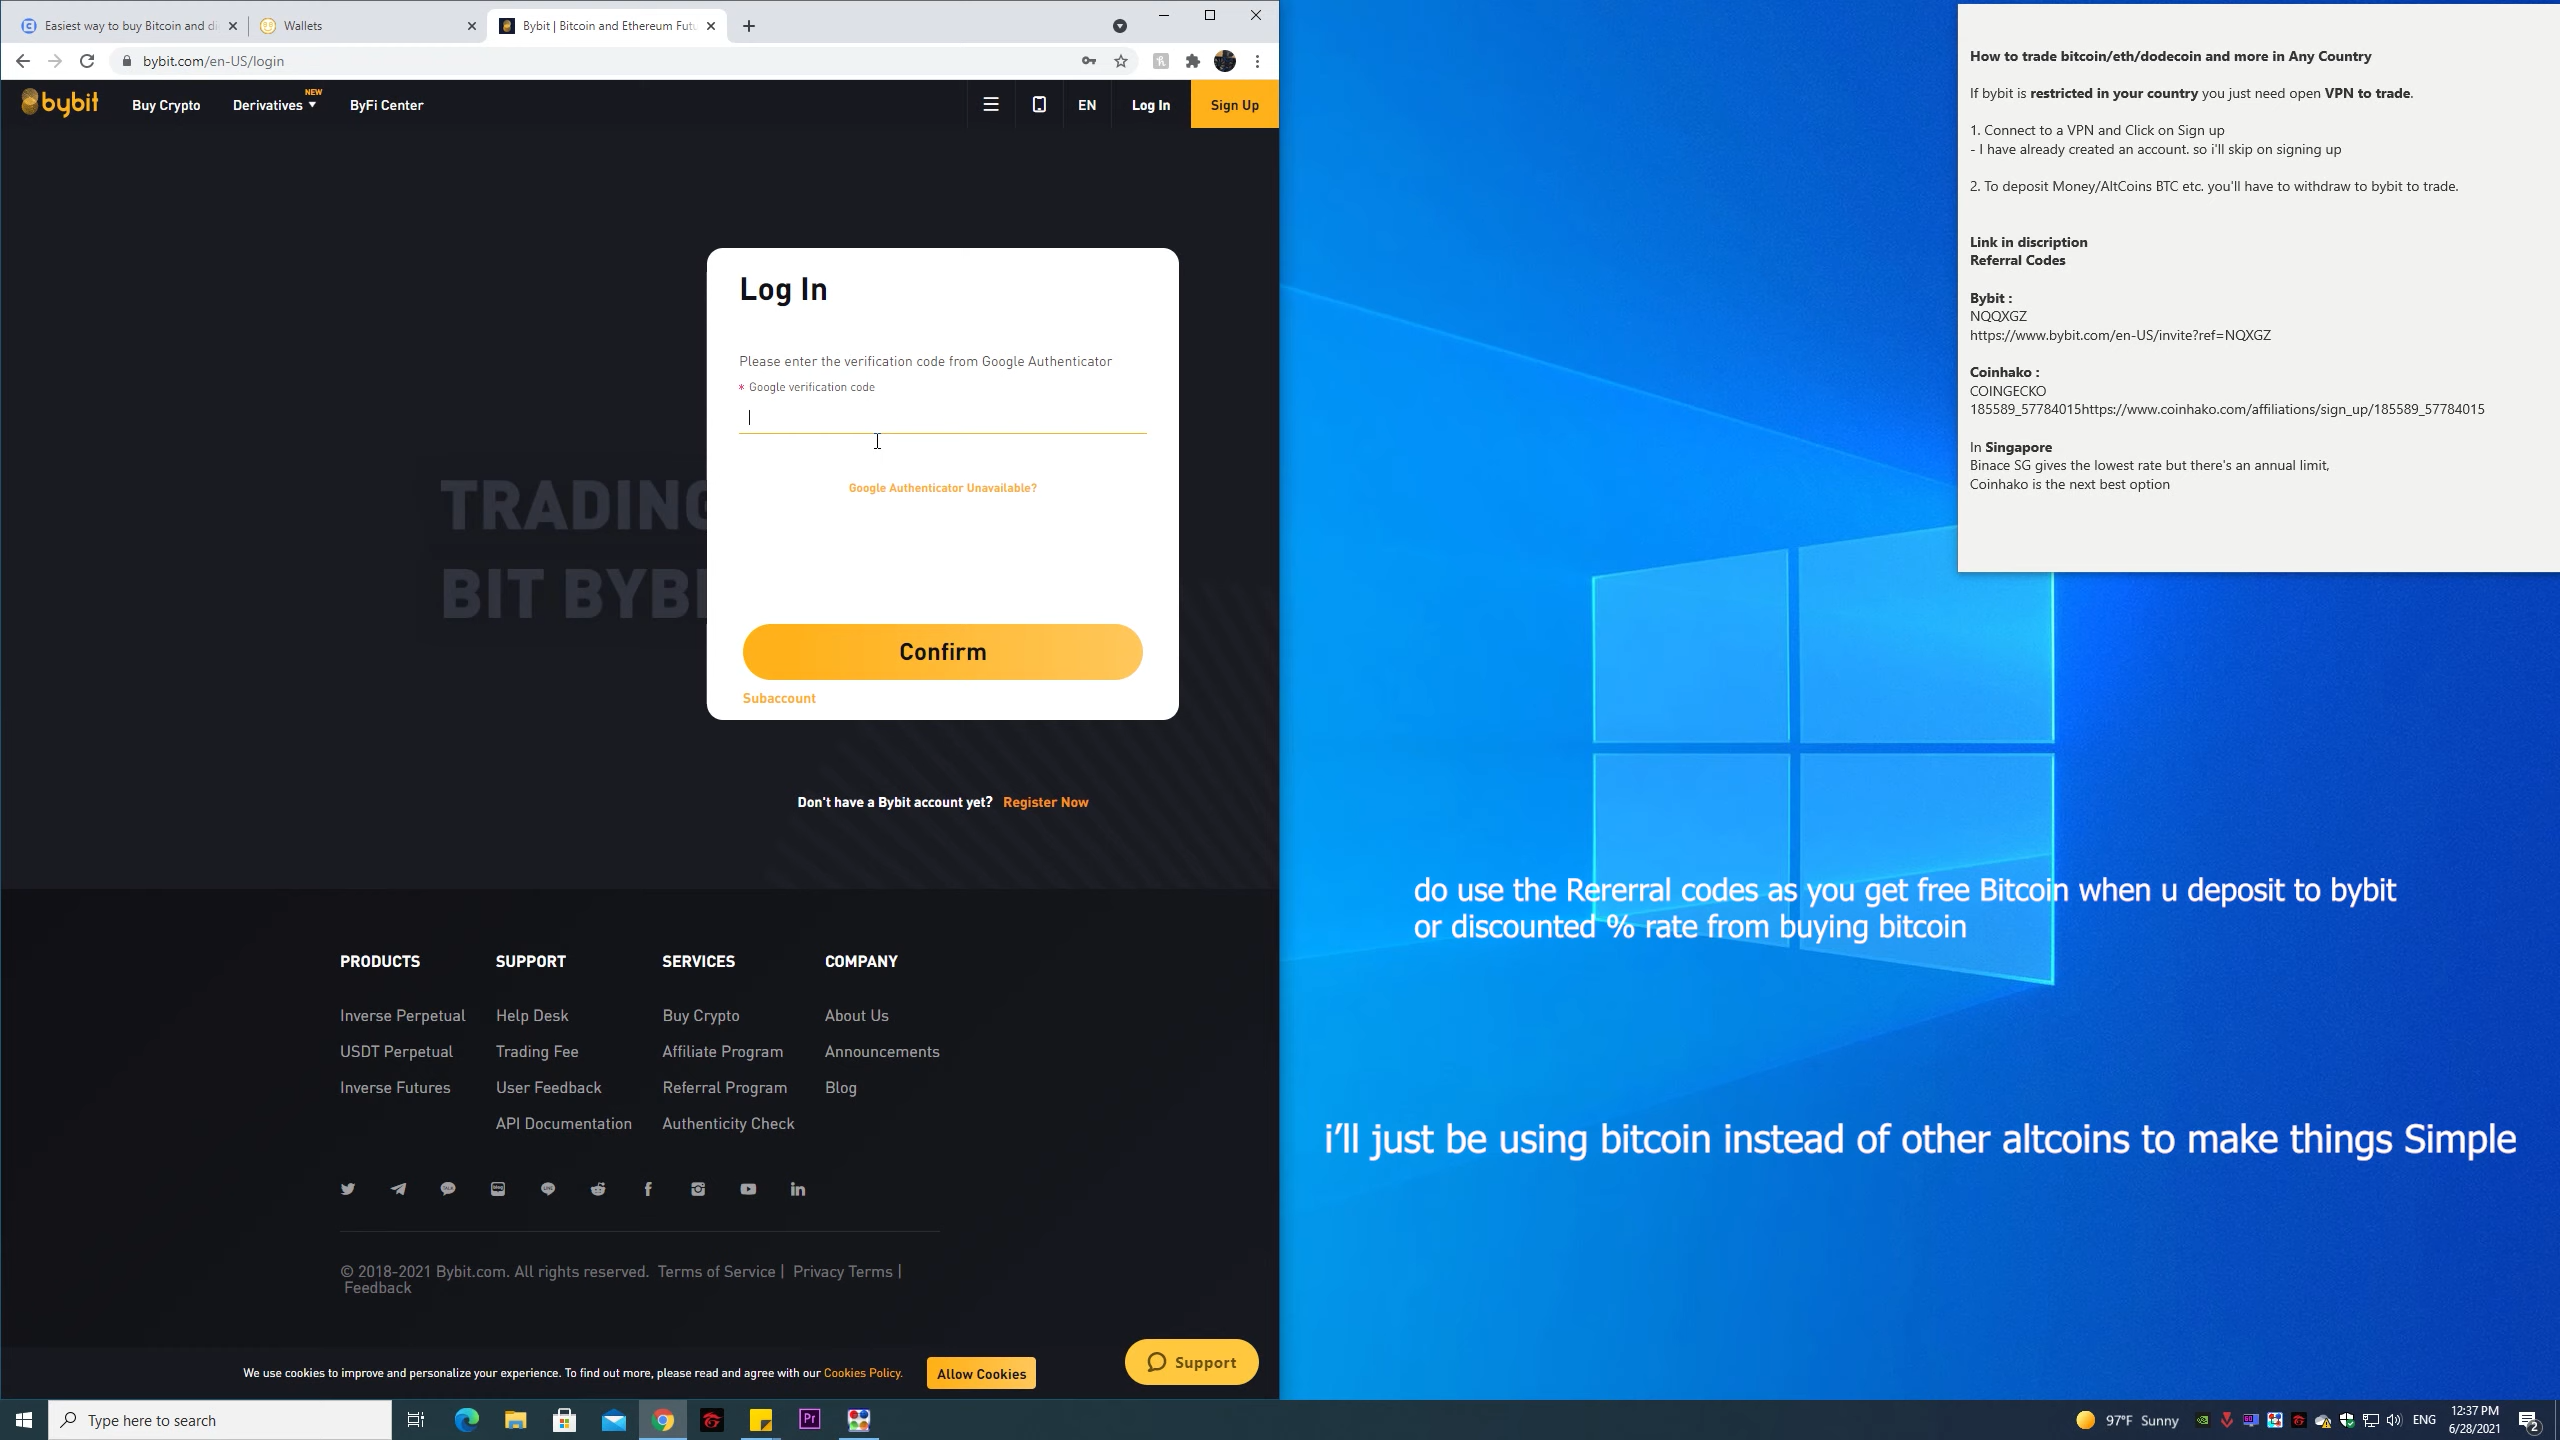 Easiest way to buy Bitcoin and di
Wallets
Bybit | Bitcoin and Ethereum Futu
bybit.com/en-US/login
bybit
Buy Crypto
Derivatives
NEW
ByFi Center
EN
Log In
Sign Up
TRADING
BIT BYB
Log In
Please enter the verification code from Google Authenticator
* Google verification code
Google Authenticator Unavailable?
Confirm
Subaccount
Don't have a Bybit account yet? Register Now
PRODUCTS
Inverse Perpetual
USDT Perpetual
Inverse Futures
SUPPORT
Help Desk
Trading Fee
User Feedback
API Documentation
SERVICES
Buy Crypto
Affiliate Program
Referral Program
Authenticity Check
COMPANY
About Us
Announcements
Blog
© 2018-2021 Bybit.com. All rights reserved. Terms of Service | Privacy Terms |
Feedback
We use cookies to improve and personalize your experience. To find out more, please read and agree with our Cookies Policy.
Allow Cookies
Support
How to trade bitcoin/eth/dodecoin and more in Any Country
If bybit is restricted in your country you just need open VPN to trade.
1. Connect to a VPN and Click on Sign up
- I have already created an account. so i'll skip on signing up
2. To deposit Money/AltCoins BTC etc. you'll have to withdraw to bybit to trade.
Link in discription
Referral Codes
Bybit :
NQQXGZ
https://www.bybit.com/en-US/invite?ref=NQXGZ
Coinhako :
COINGECKO
185589_57784015https://www.coinhako.com/affiliations/sign_up/185589_57784015
In Singapore
Binace SG gives the lowest rate but there's an annual limit,
Coinhako is the next best option
do use the Rererral codes as you get free Bitcoin when u deposit to bybit
or discounted % rate from buying bitcoin
i'll just be using bitcoin instead of other altcoins to make things Simple
Type here to search
Pr
97°F Sunny
ENG
12:37 PM
6/28/2021
2